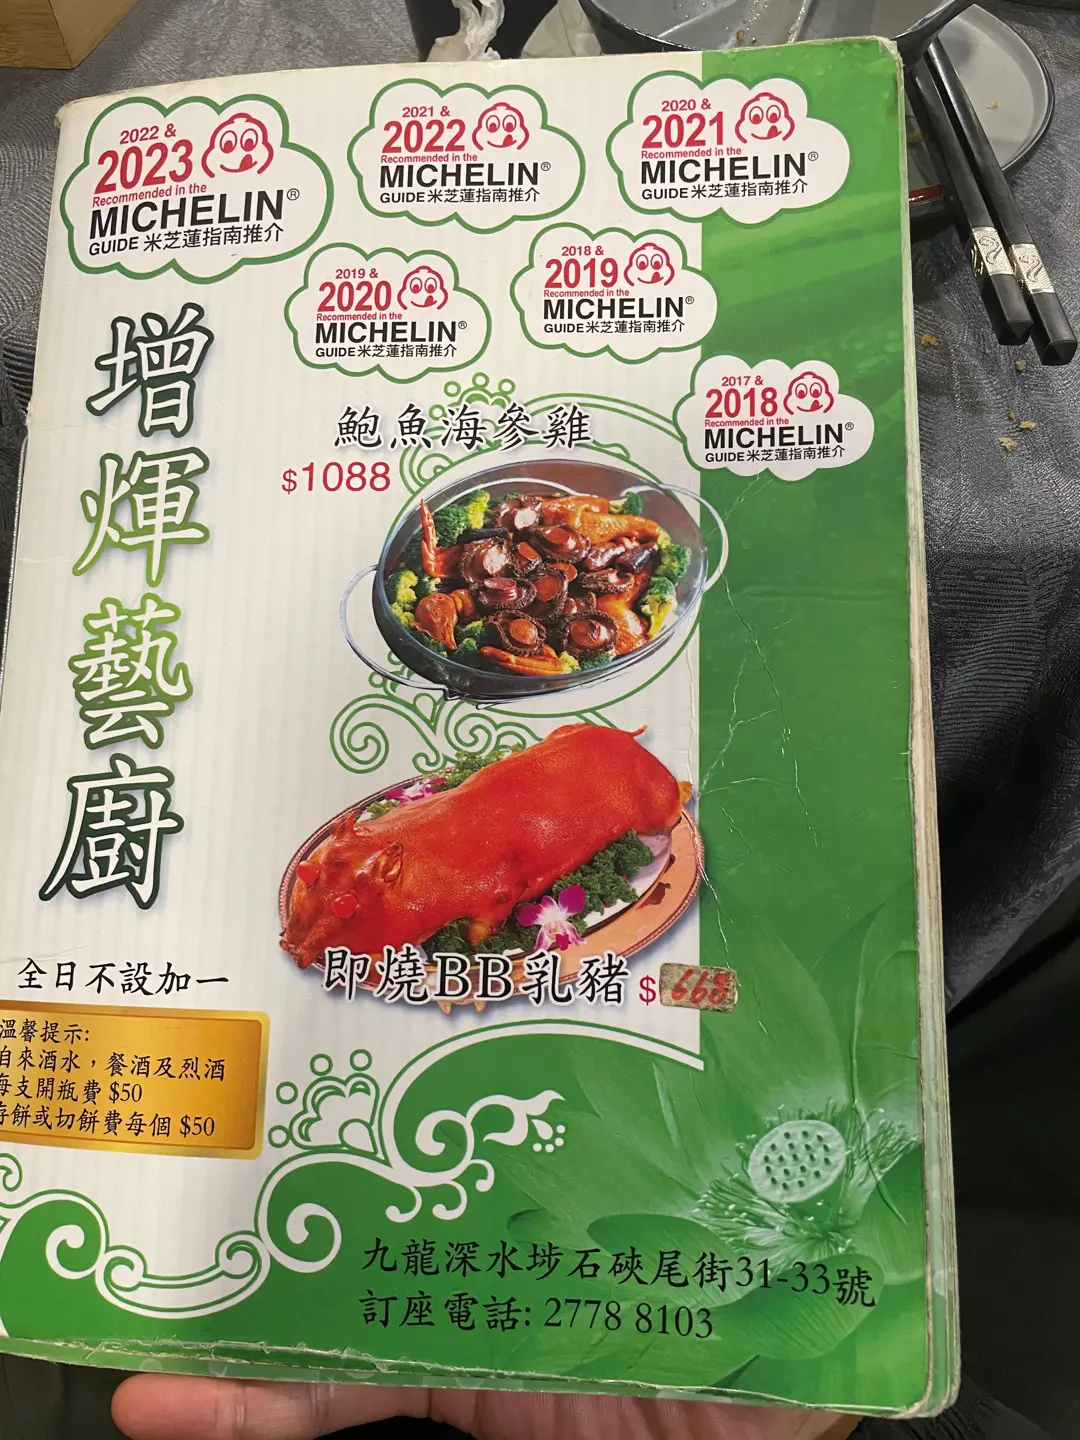 2022 &
2023
Recommended in the
MICHELIN®
GUIDE 米芝蓮指南推介
2021 &
2022
Recommended in the
MICHELIN®
GUIDE 米芝蓮指南推介
2020 &
2021
Recommended in the
MICHELIN®
GUIDE 米芝蓮指南推介
2019 &
2020
Recommended in the
MICHELIN®
GUIDE 米芝蓮指南推介
2018 &
2019
Recommended in the
MICHELIN®
GUIDE 米芝蓮指南推介
2017 &
2018
Recommended in the
MICHELIN®
GUIDE 米芝蓮指南推介
增煇藝廚
鮑魚海參雞
$1088
即燒BB乳豬 $ 668
全日不設加一
溫馨提示:
自來酒水，餐酒及烈酒
每支開瓶費 $50
存餅或切餅費每個 $50
九龍深水埗石硤尾街31-33號
訂座電話: 2778 8103